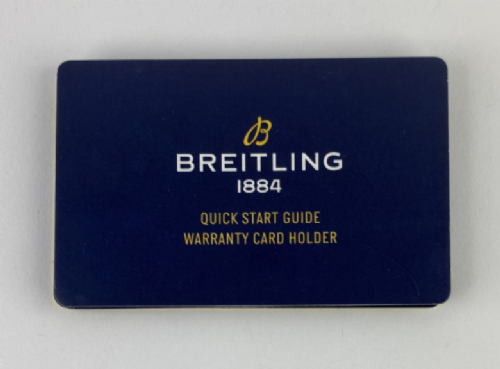 B
BREITLING
1884
QUICK START GUIDE
WARRANTY CARD HOLDER